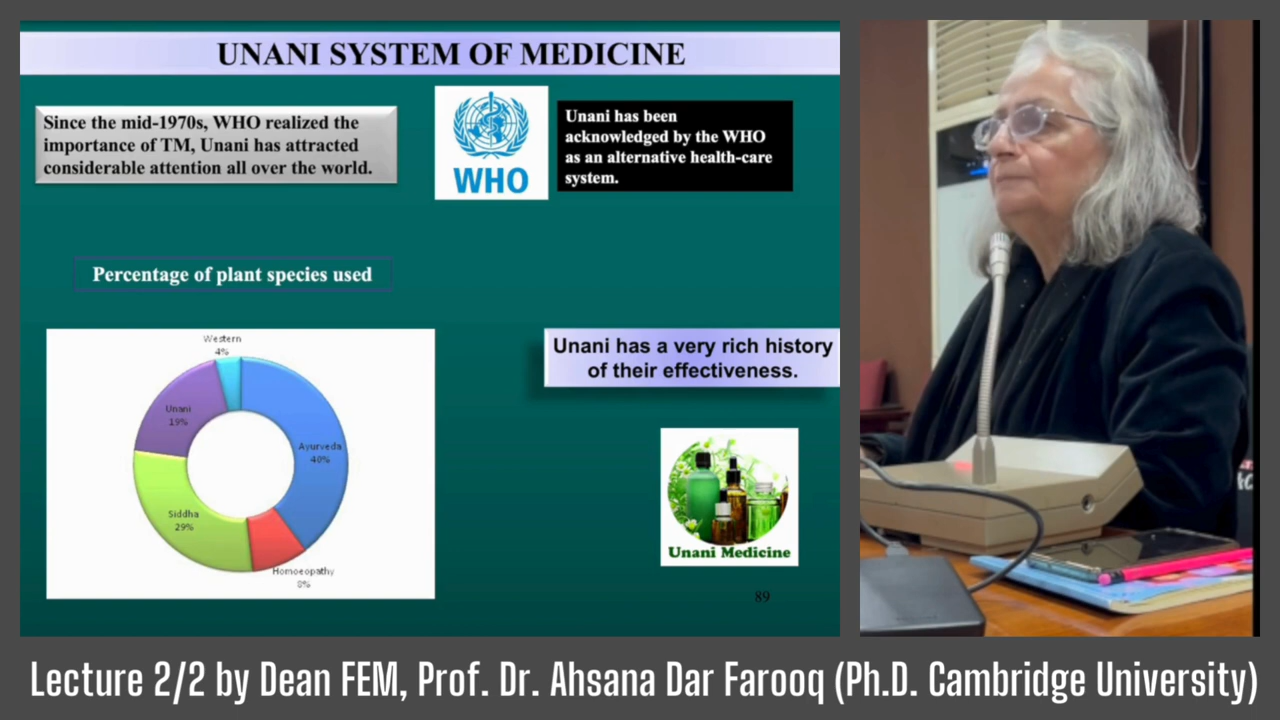 UNANI SYSTEM OF MEDICINE
Since the mid-1970s, WHO realized the
importance of TM, Unani has attracted
considerable attention all over the world.
WHO
Unani has been
acknowledged by the WHO
as an alternative health-care
system.
Percentage of plant species used
Western
4%
Unani
19%
Ayurveda
40%
Siddha
29%
Homoeopathy
8%
Unani has a very rich history
of their effectiveness.
Unani Medicine
89
Lecture 2/2 by Dean FEM, Prof. Dr. Ahsana Dar Farooq (Ph.D. Cambridge University)